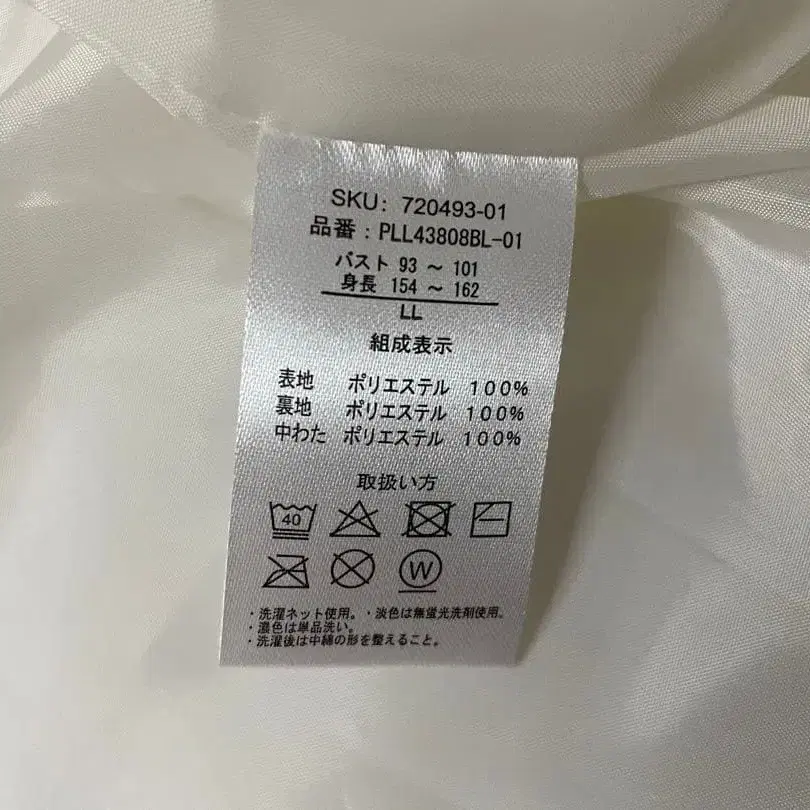 SKU: 720493-01
品番：PLL43808BL-01
バスト 93 ～ 101
身長 154 ～ 162
LL
組成表示
表地 ポリエステル 100%
裏地 ポリエステル 100%
中わた ポリエステル 100%
取扱い方
40
W
・洗濯ネット使用。・淡色は無蛍光洗剤使用。
・濃色は単品洗い。
・洗濯後は中綿の形を整えること。